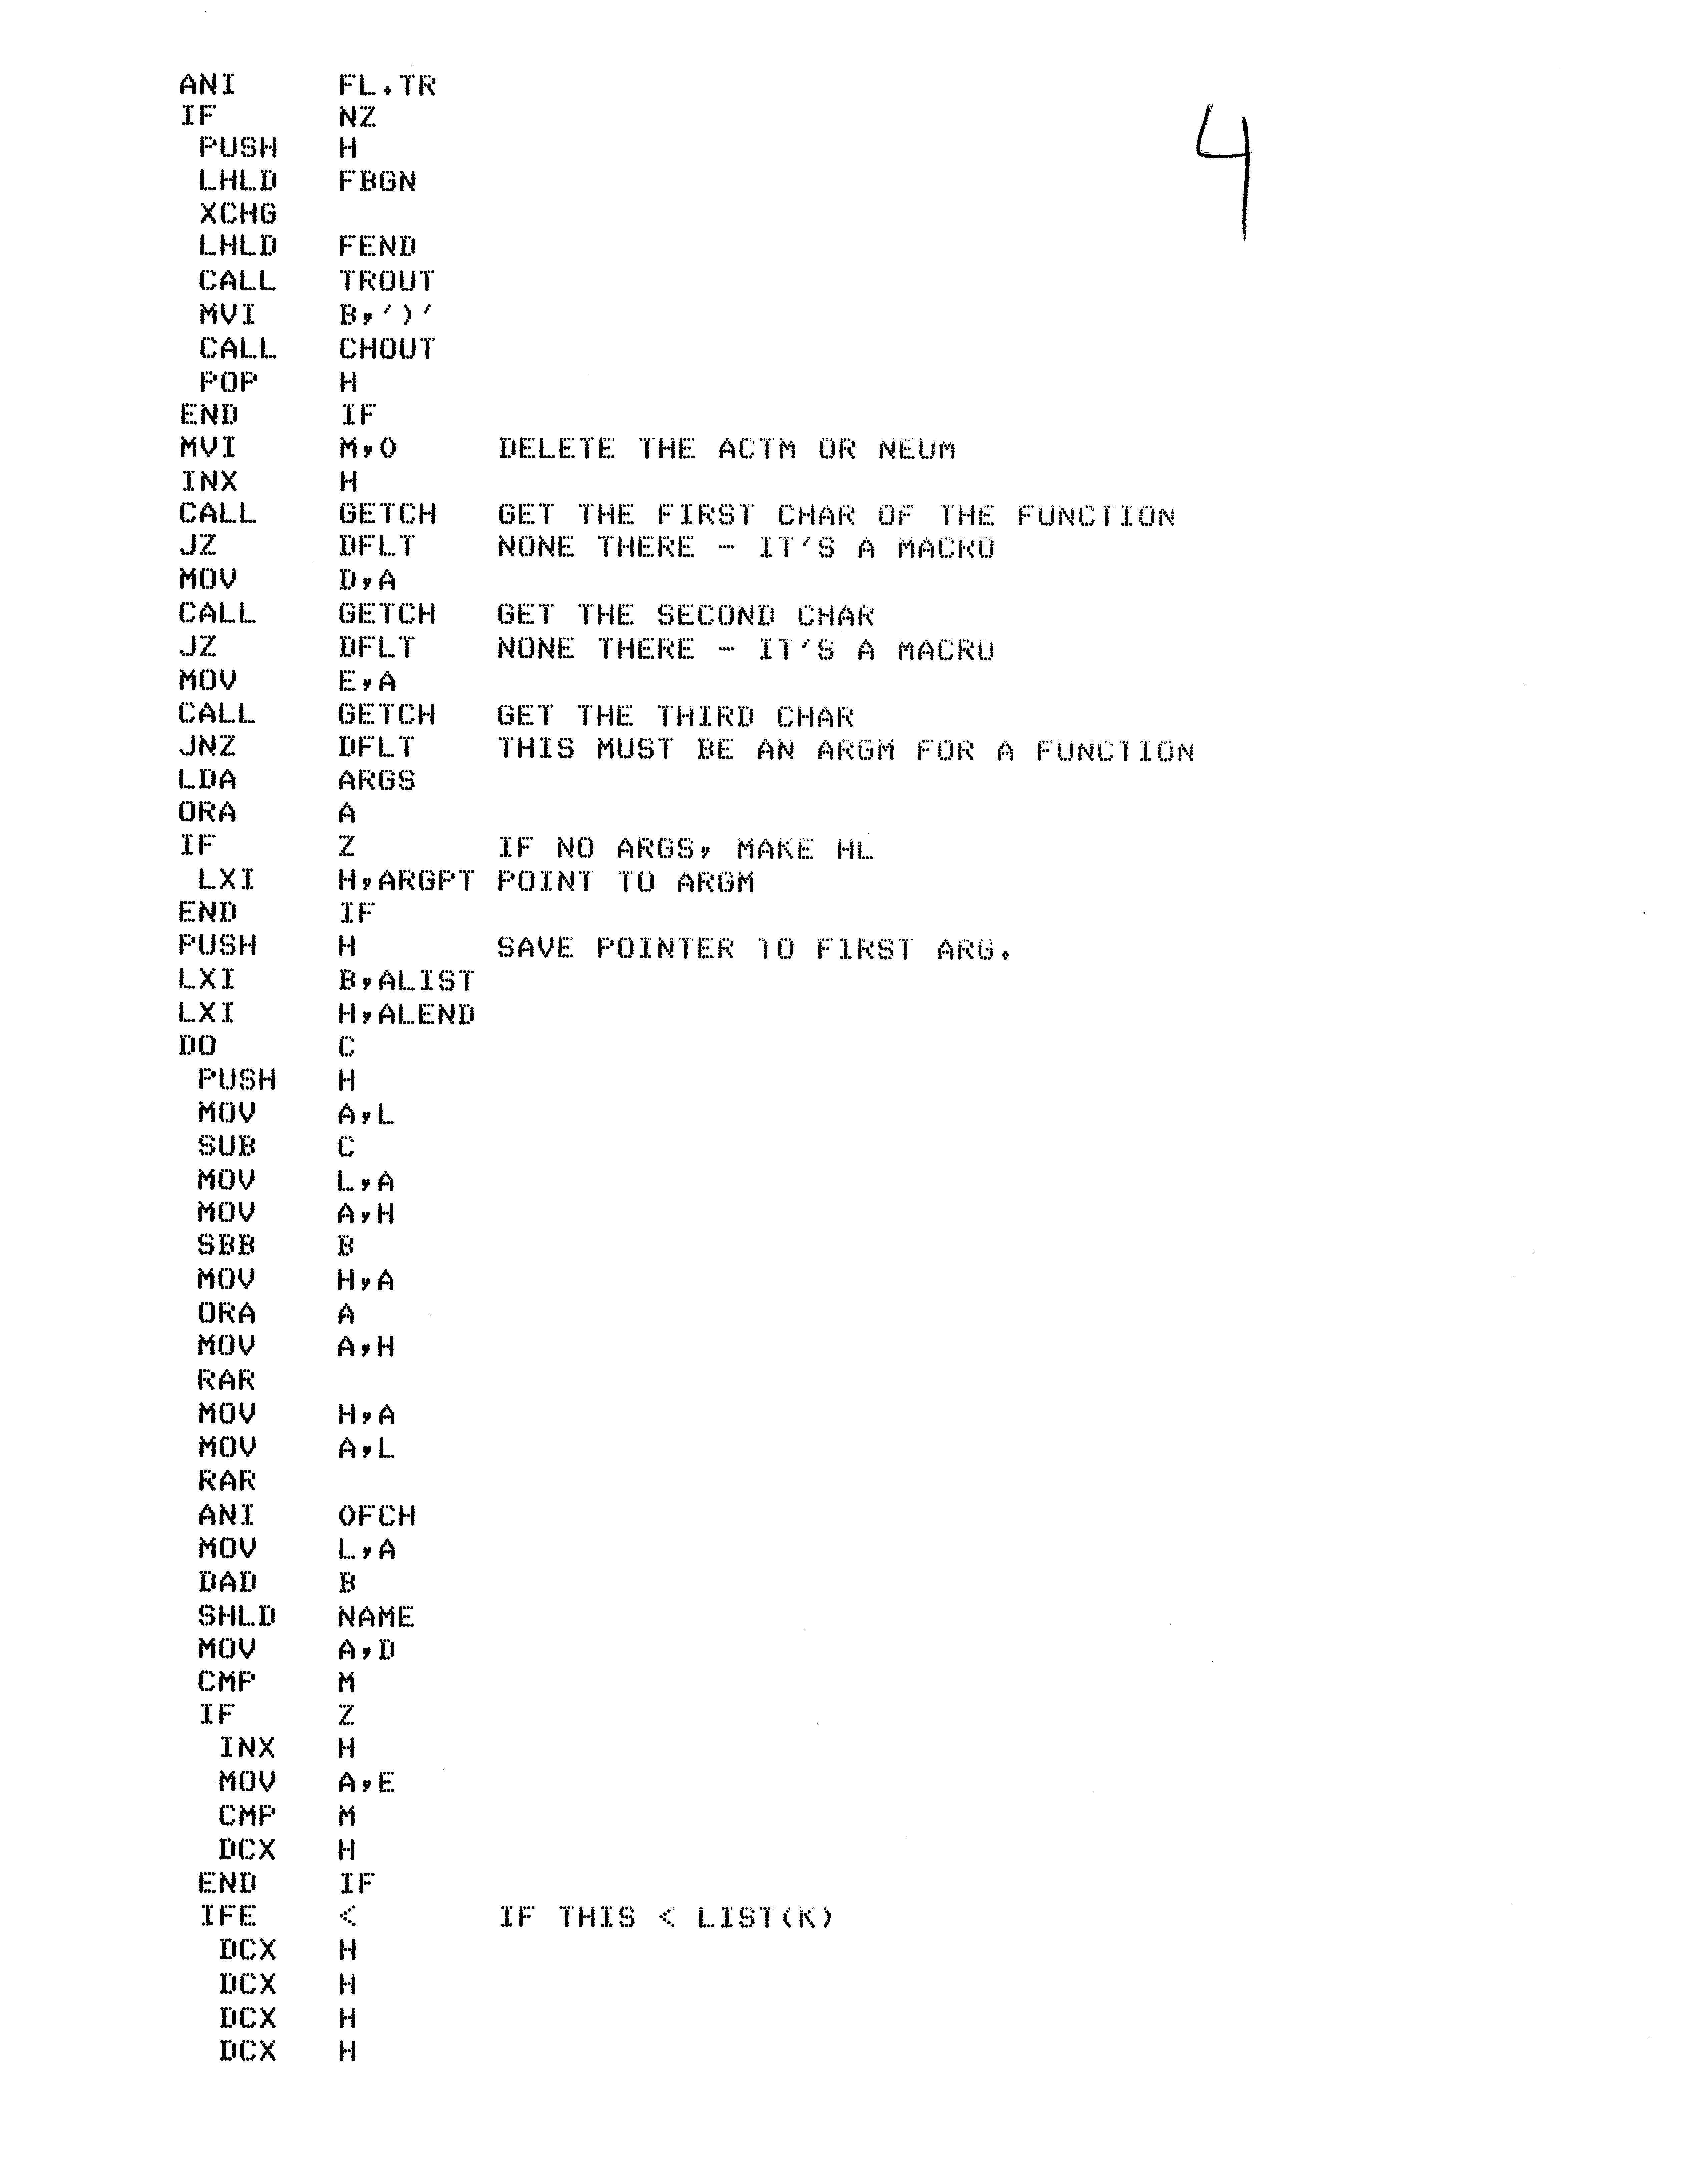 ANI     FL.TR
IF      NZ
4
 PUSH   H
 LHLD   FBGN
 XCHG
 LHLD   FEND
 CALL   TROUT
 MVI    B,')'
 CALL   CHOUT
 POP    H
END     IF
MVI     M,0     DELETE THE ACTM OR NEUM
INX     H
CALL    GETCH   GET THE FIRST CHAR OF THE FUNCTION
JZ      DFLT    NONE THERE - IT'S A MACRO
MOV     D,A
CALL    GETCH   GET THE SECOND CHAR
JZ      DFLT    NONE THERE - IT'S A MACRO
MOV     E,A
CALL    GETCH   GET THE THIRD CHAR
JNZ     DFLT    THIS MUST BE AN ARGM FOR A FUNCTION
LDA     ARGS
ORA     A
IF      Z       IF NO ARGS, MAKE HL
 LXI    H,ARGPT POINT TO ARGM
END     IF
PUSH    H       SAVE POINTER TO FIRST ARG.
LXI     B,ALIST
LXI     H,ALEND
DO      C
 PUSH   H
 MOV    A,L
 SUB    C
 MOV    L,A
 MOV    A,H
 SBB    B
 MOV    H,A
 ORA    A
 MOV    A,H
 RAR
 MOV    H,A
 MOV    A,L
 RAR
 ANI    0FCH
 MOV    L,A
 DAD    B
 SHLD   NAME
 MOV    A,D
 CMP    M
 IF     Z
  INX   H
  MOV   A,E
  CMP   M
  DCX   H
 END    IF
 IFE    <       IF THIS < LIST(K)
  DCX   H
  DCX   H
  DCX   H
  DCX   H